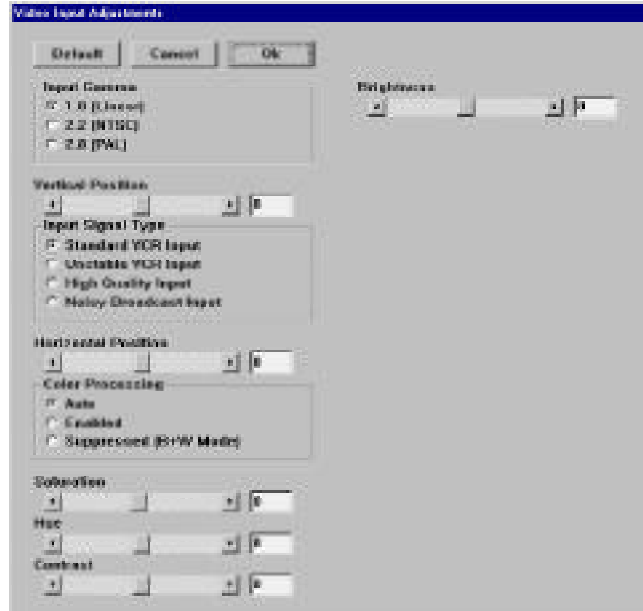 Video Input Adjustments
Default Cancel Ok
Input Gamma
1.0 (Linear)
2.2 (NTSC)
2.8 (PAL)
Brightness
0
Vertical Position
0
Input Signal Type
Standard VCR Input
Unstable VCR Input
High Quality Input
Noisy Broadcast Input
Horizontal Position
0
Color Processing
Auto
Enabled
Suppressed (B+W Mode)
Saturation
0
Hue
0
Contrast
0